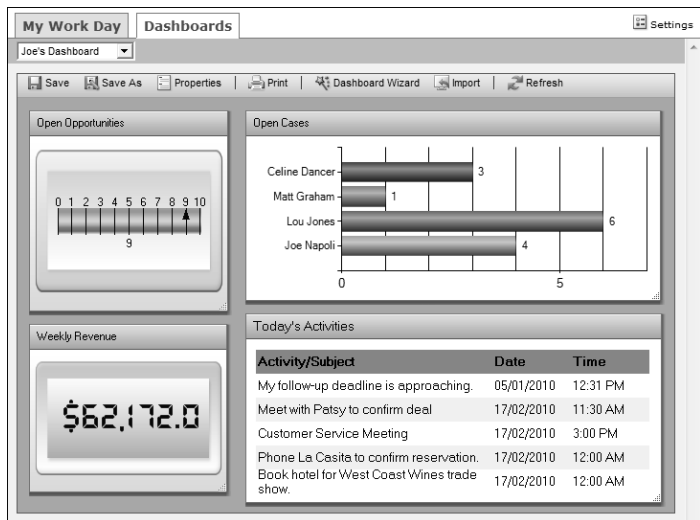 My Work Day Dashboards Settings
Joe's Dashboard
Save Save As Properties | Print | Dashboard Wizard Import | Refresh
Open Opportunities
0 1 2 3 4 5 6 7 8 9 10
9
Open Cases
Celine Dancer 3
Matt Graham 1
Lou Jones 6
Joe Napoli 4
0 5
Weekly Revenue
$62,172.0
Today's Activities
Activity/Subject Date Time
My follow-up deadline is approaching. 05/01/2010 12:31 PM
Meet with Patsy to confirm deal 17/02/2010 11:30 AM
Customer Service Meeting 17/02/2010 3:00 PM
Phone La Casita to confirm reservation. 17/02/2010 12:00 AM
Book hotel for West Coast Wines trade
show. 17/02/2010 12:00 AM